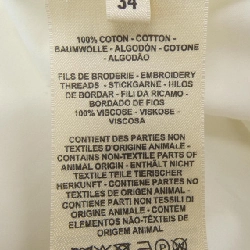 34
100% COTON - COTTON -
BAUMWOLLE - ALGODÓN - COTONE
ALGODÃO
FILS DE BRODERIE - EMBROIDERY
THREADS - STICKGARNE - HILOS
DE BORDAR - FILI DA RICAMO -
BORDADO DE FIOS
100% VISCOSE - VISKOSE -
VISCOSA
CONTIENT DES PARTIES NON
TEXTILES D'ORIGINE ANIMALE -
CONTAINS NON-TEXTILE PARTS OF
ANIMAL ORIGIN - ENTHÄLT NICHT
TEXTILE TEILE TIERISCHER
HERKUNFT - CONTIENE PARTES NO
TEXTILES DE ORIGEN ANIMAL -
CONTIENE PARTI NON TESSILI DI
ORIGINE ANIMALE - CONTÉM
ELEMENTOS NÃO-TÊXTEIS DE
ORIGEM ANIMAL